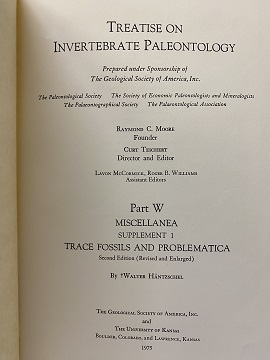 TREATISE ON
INVERTEBRATE PALEONTOLOGY
Prepared under Sponsorship of
The Geological Society of America, Inc.
The Paleontological Society The Society of Economic Paleontologists and Mineralogists
The Palaeontographical Society The Palaeontological Association
RAYMOND C. MOORE
Founder
CURT TEICHERT
Director and Editor
LAVON MCCORMICK, ROGER B. WILLIAMS
Assistant Editors
Part W
MISCELLANEA
SUPPLEMENT 1
TRACE FOSSILS AND PROBLEMATICA
Second Edition (Revised and Enlarged)
By †WALTER HÄNTZSCHEL
THE GEOLOGICAL SOCIETY OF AMERICA, INC.
and
THE UNIVERSITY OF KANSAS
BOULDER, COLORADO, and LAWRENCE, KANSAS
1975